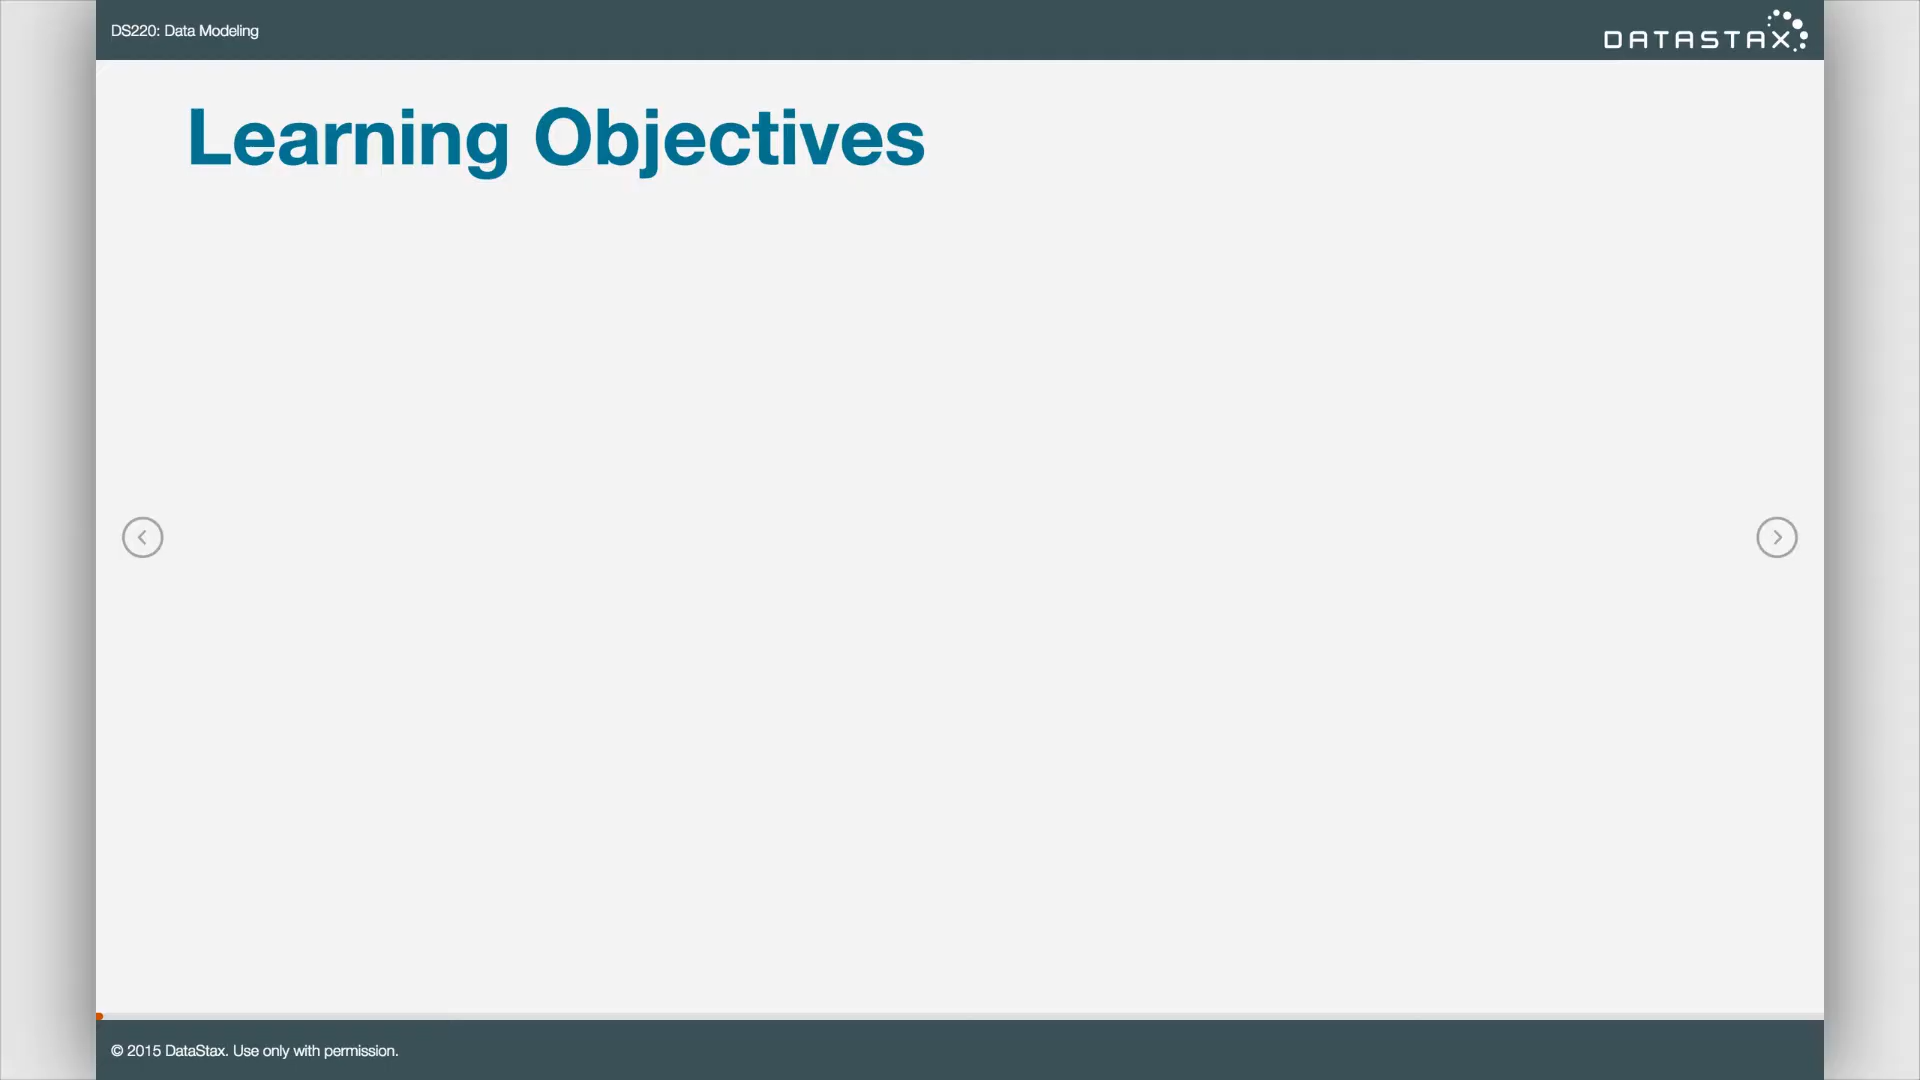 DS220: Data Modeling
DATASTAX
Learning Objectives
© 2015 DataStax. Use only with permission.